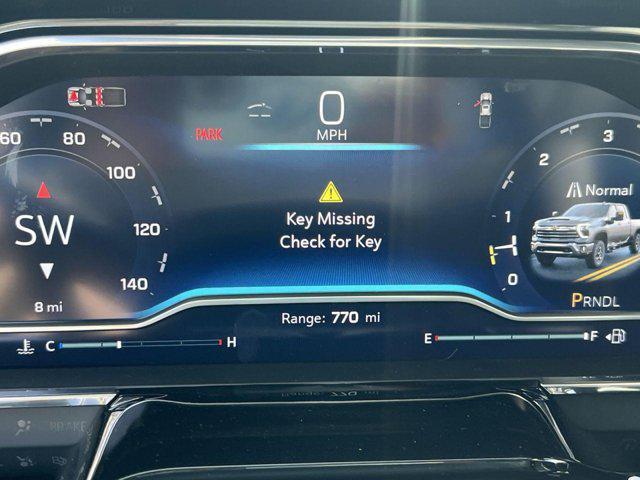 0
MPH
PARK
60
80
100
120
140
SW
8 mi
Key Missing
Check for Key
3
2
1
0
Normal
PRNDL
Range: 770 mi
C
H
E
F
BRAKE